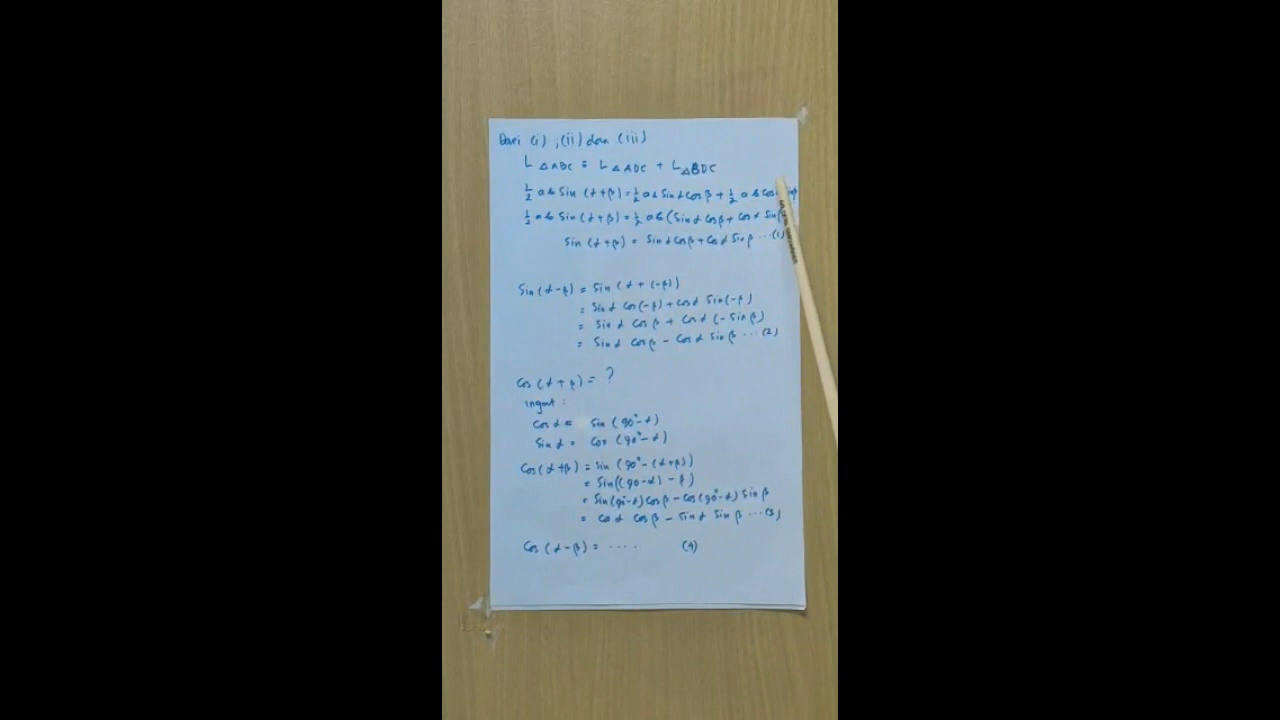 Dari (i) ; (ii) dan (iii)
L △ABC = L △ADC + L △BDC
1/2 ab Sin (α+β) = 1/2 ab Sin α Cos β + 1/2 ab Cos
1/2 ab Sin (α+β) = 1/2 ab (Sin α Cos β + Cos α Sin β
Sin (α+β) = Sin α Cos β + Cos α Sin β ...(1)
Sin (α-β) = Sin (α + (-β))
= Sin α Cos(-β) + Cos α Sin(-β)
= Sin α Cos β + Cos α (-Sin β)
= Sin α Cos β - Cos α Sin β ...(2)
Cos (α+β) = ?
Ingat :
Cos α = Sin (90°-α)
Sin α = Cos (90°-α)
Cos (α+β) = Sin (90° - (α+β))
= Sin((90-α) - β)
= Sin(90°-α) Cos β - Cos(90°-α) Sin β
= Cos α Cos β - Sin α Sin β ...(3)
Cos (α-β) = .... (4)